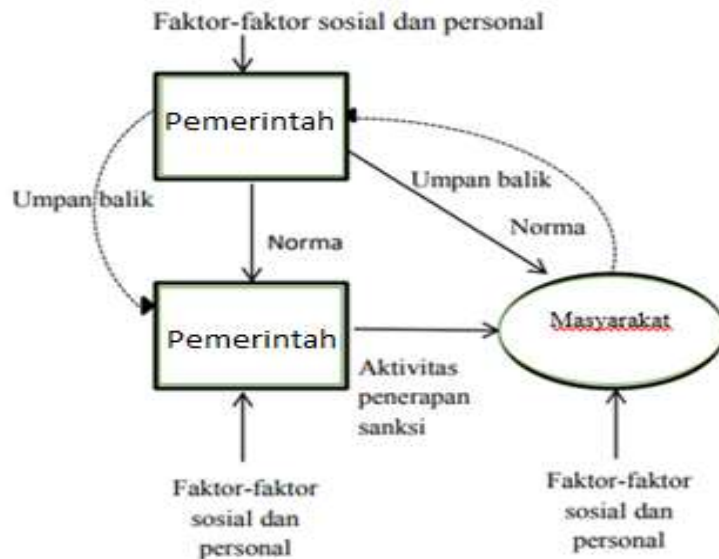 Faktor-faktor sosial dan personal
Pemerintah
Umpan balik
Umpan balik
Norma
Norma
Pemerintah
Masyarakat
Aktivitas
penerapan
sanksi
Faktor-faktor
sosial dan
personal
Faktor-faktor
sosial dan
personal